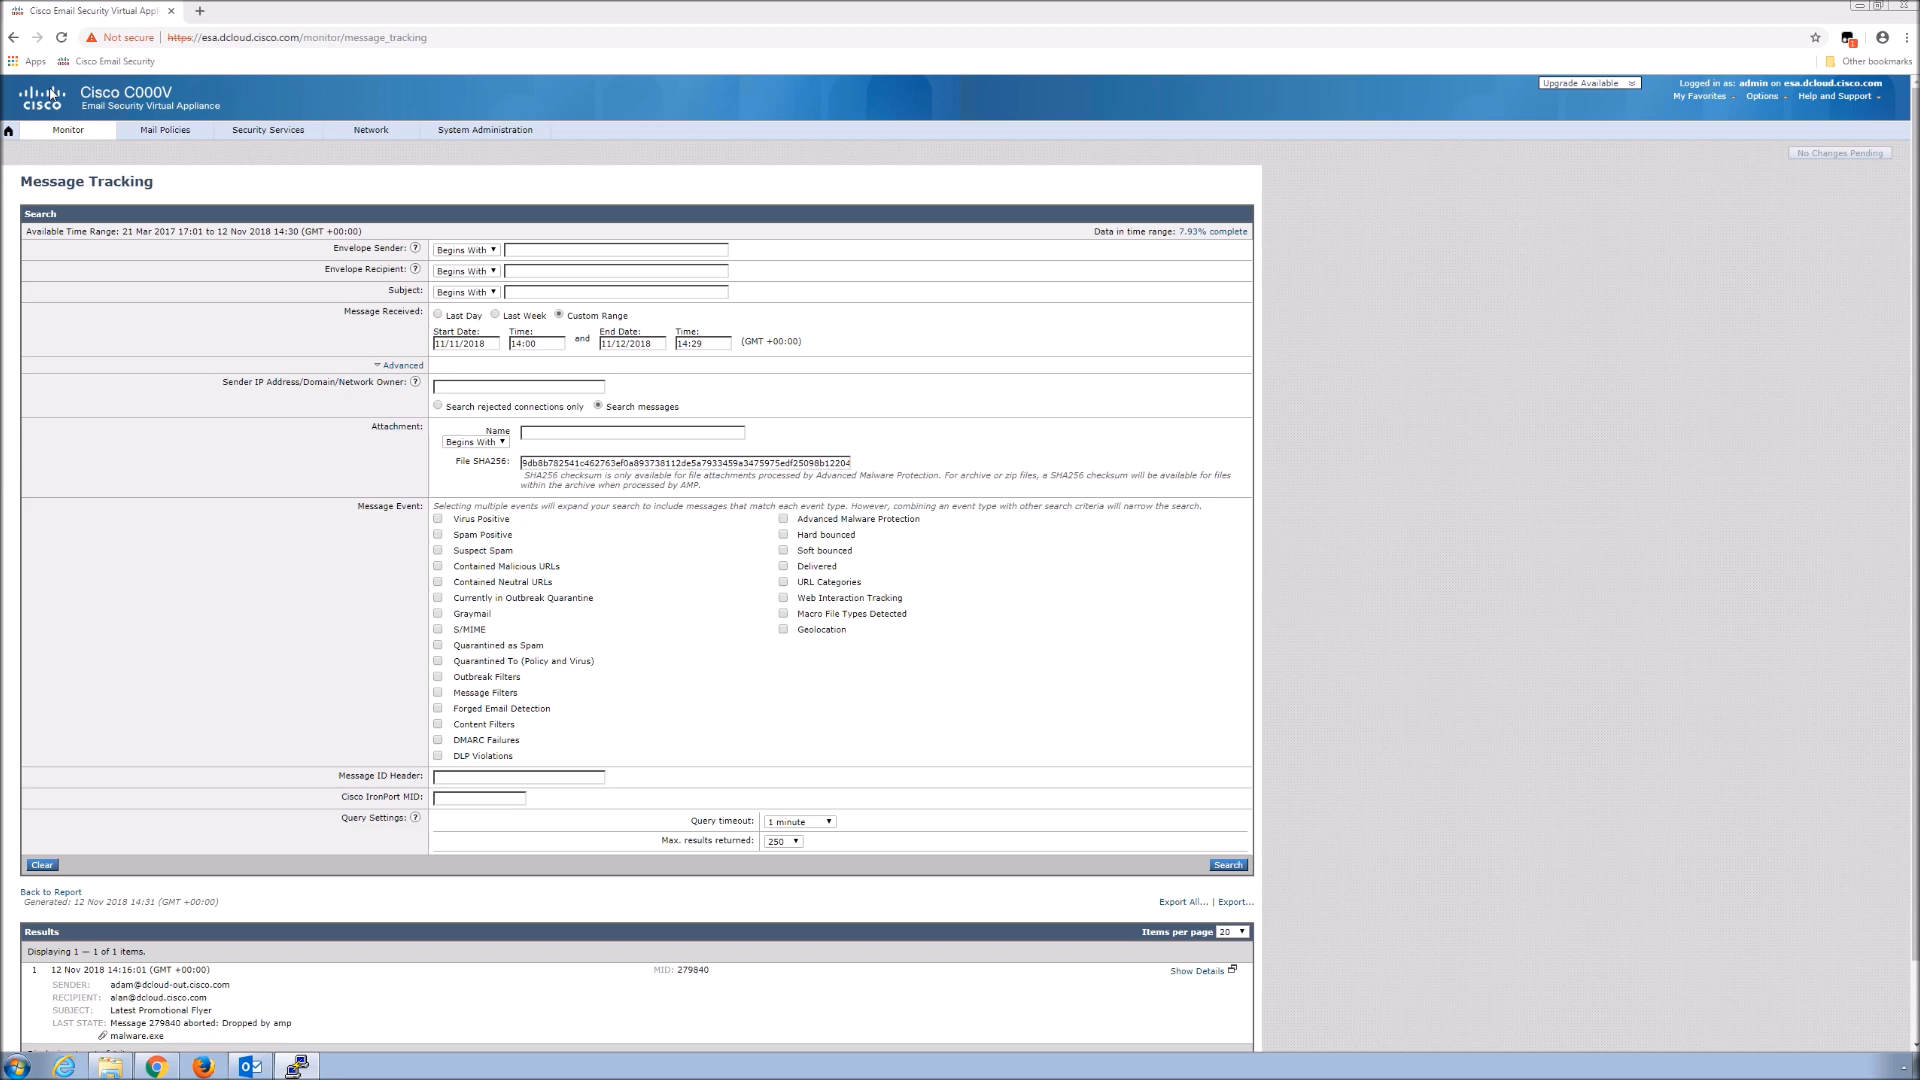 Cisco Email Security Virtual Appl
Not secure | https://esa.dcloud.cisco.com/monitor/message_tracking
1
Apps Cisco Email Security Other bookmarks
CISCO
Cisco C000V
Email Security Virtual Appliance
Upgrade Available
Logged in as: admin on esa.dcloud.cisco.com
My Favorites Options Help and Support
Monitor Mail Policies Security Services Network System Administration
No Changes Pending
Message Tracking
Search
Available Time Range: 21 Mar 2017 17:01 to 12 Nov 2018 14:30 (GMT +00:00) Data in time range: 7.93% complete
Envelope Sender: ? Begins With
Envelope Recipient: ? Begins With
Subject: Begins With
Message Received: Last Day Last Week Custom Range
Start Date: Time: End Date: Time:
11/11/2018 14:00 and 11/12/2018 14:29 (GMT +00:00)
Advanced
Sender IP Address/Domain/Network Owner: ?
Search rejected connections only Search messages
Attachment: Name
Begins With
File SHA256: 9db8b782541c462763ef0a893738112de5a7933459a3475975edf25098b12204
SHA256 checksum is only available for file attachments processed by Advanced Malware Protection. For archive or zip files, a SHA256 checksum will be available for files
within the archive when processed by AMP.
Message Event: Selecting multiple events will expand your search to include messages that match each event type. However, combining an event type with other search criteria will narrow the search.
Virus Positive Advanced Malware Protection
Spam Positive Hard bounced
Suspect Spam Soft bounced
Contained Malicious URLs Delivered
Contained Neutral URLs URL Categories
Currently in Outbreak Quarantine Web Interaction Tracking
Graymail Macro File Types Detected
S/MIME Geolocation
Quarantined as Spam
Quarantined To (Policy and Virus)
Outbreak Filters
Message Filters
Forged Email Detection
Content Filters
DMARC Failures
DLP Violations
Message ID Header:
Cisco IronPort MID:
Query Settings: ? Query timeout: 1 minute
Max. results returned: 250
Clear Search
Back to Report
Generated: 12 Nov 2018 14:31 (GMT +00:00) Export All... | Export...
Results Items per page 20
Displaying 1 — 1 of 1 items.
1 12 Nov 2018 14:16:01 (GMT +00:00) MID: 279840 Show Details
SENDER: adam@dcloud-out.cisco.com
RECIPIENT: alan@dcloud.cisco.com
SUBJECT: Latest Promotional Flyer
LAST STATE: Message 279840 aborted: Dropped by amp
malware.exe